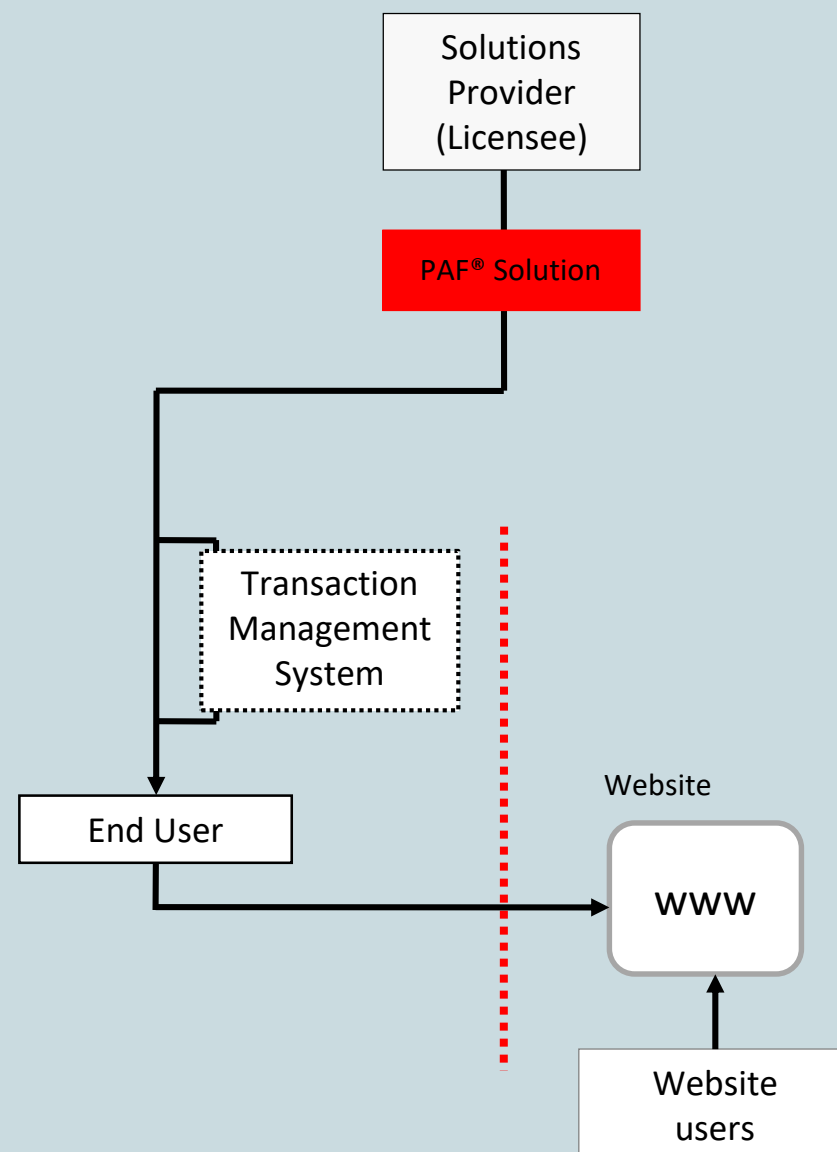 Solutions
Provider
(Licensee)
PAF® Solution
Transaction
Management
System
Website
End User
www
Website
users